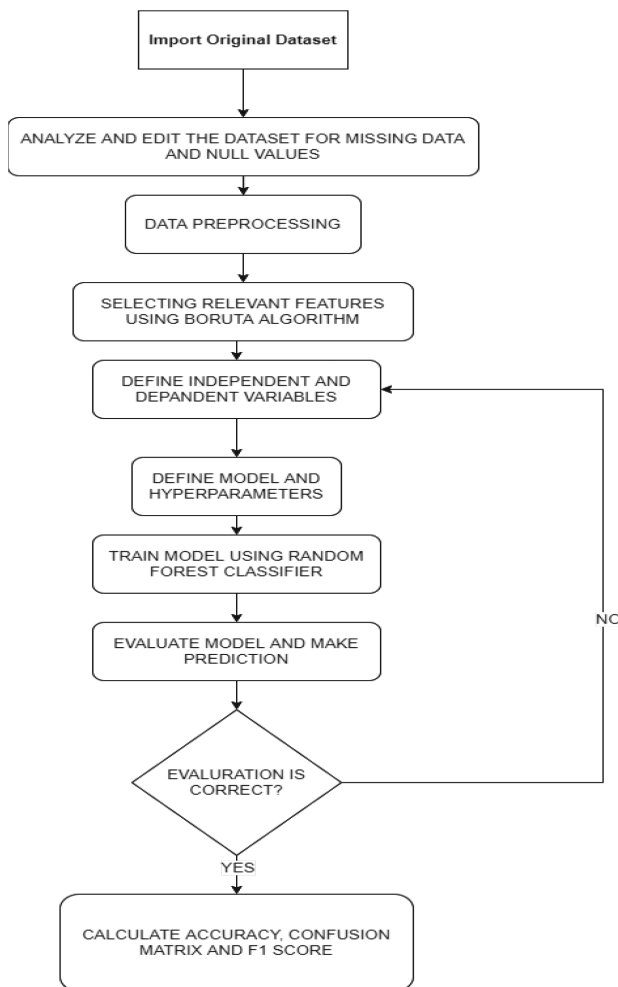 Import Original Dataset
ANALYZE AND EDIT THE DATASET FOR MISSING DATA
AND NULL VALUES
DATA PREPROCESSING
SELECTING RELEVANT FEATURES
USING BORUTA ALGORITHM
DEFINE INDEPENDENT AND
DEPANDENT VARIABLES
DEFINE MODEL AND
HYPERPARAMETERS
TRAIN MODEL USING RANDOM
FOREST CLASSIFIER
EVALUATE MODEL AND MAKE
PREDICTION
NO
EVALURATION IS
CORRECT?
YES
CALCULATE ACCURACY, CONFUSION
MATRIX AND F1 SCORE